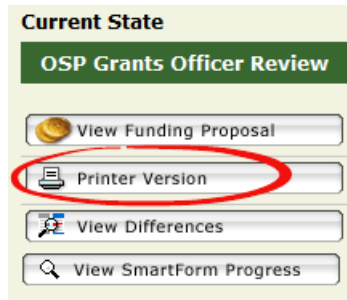 Current State
OSP Grants Officer Review
View Funding Proposal
Printer Version
View Differences
View SmartForm Progress